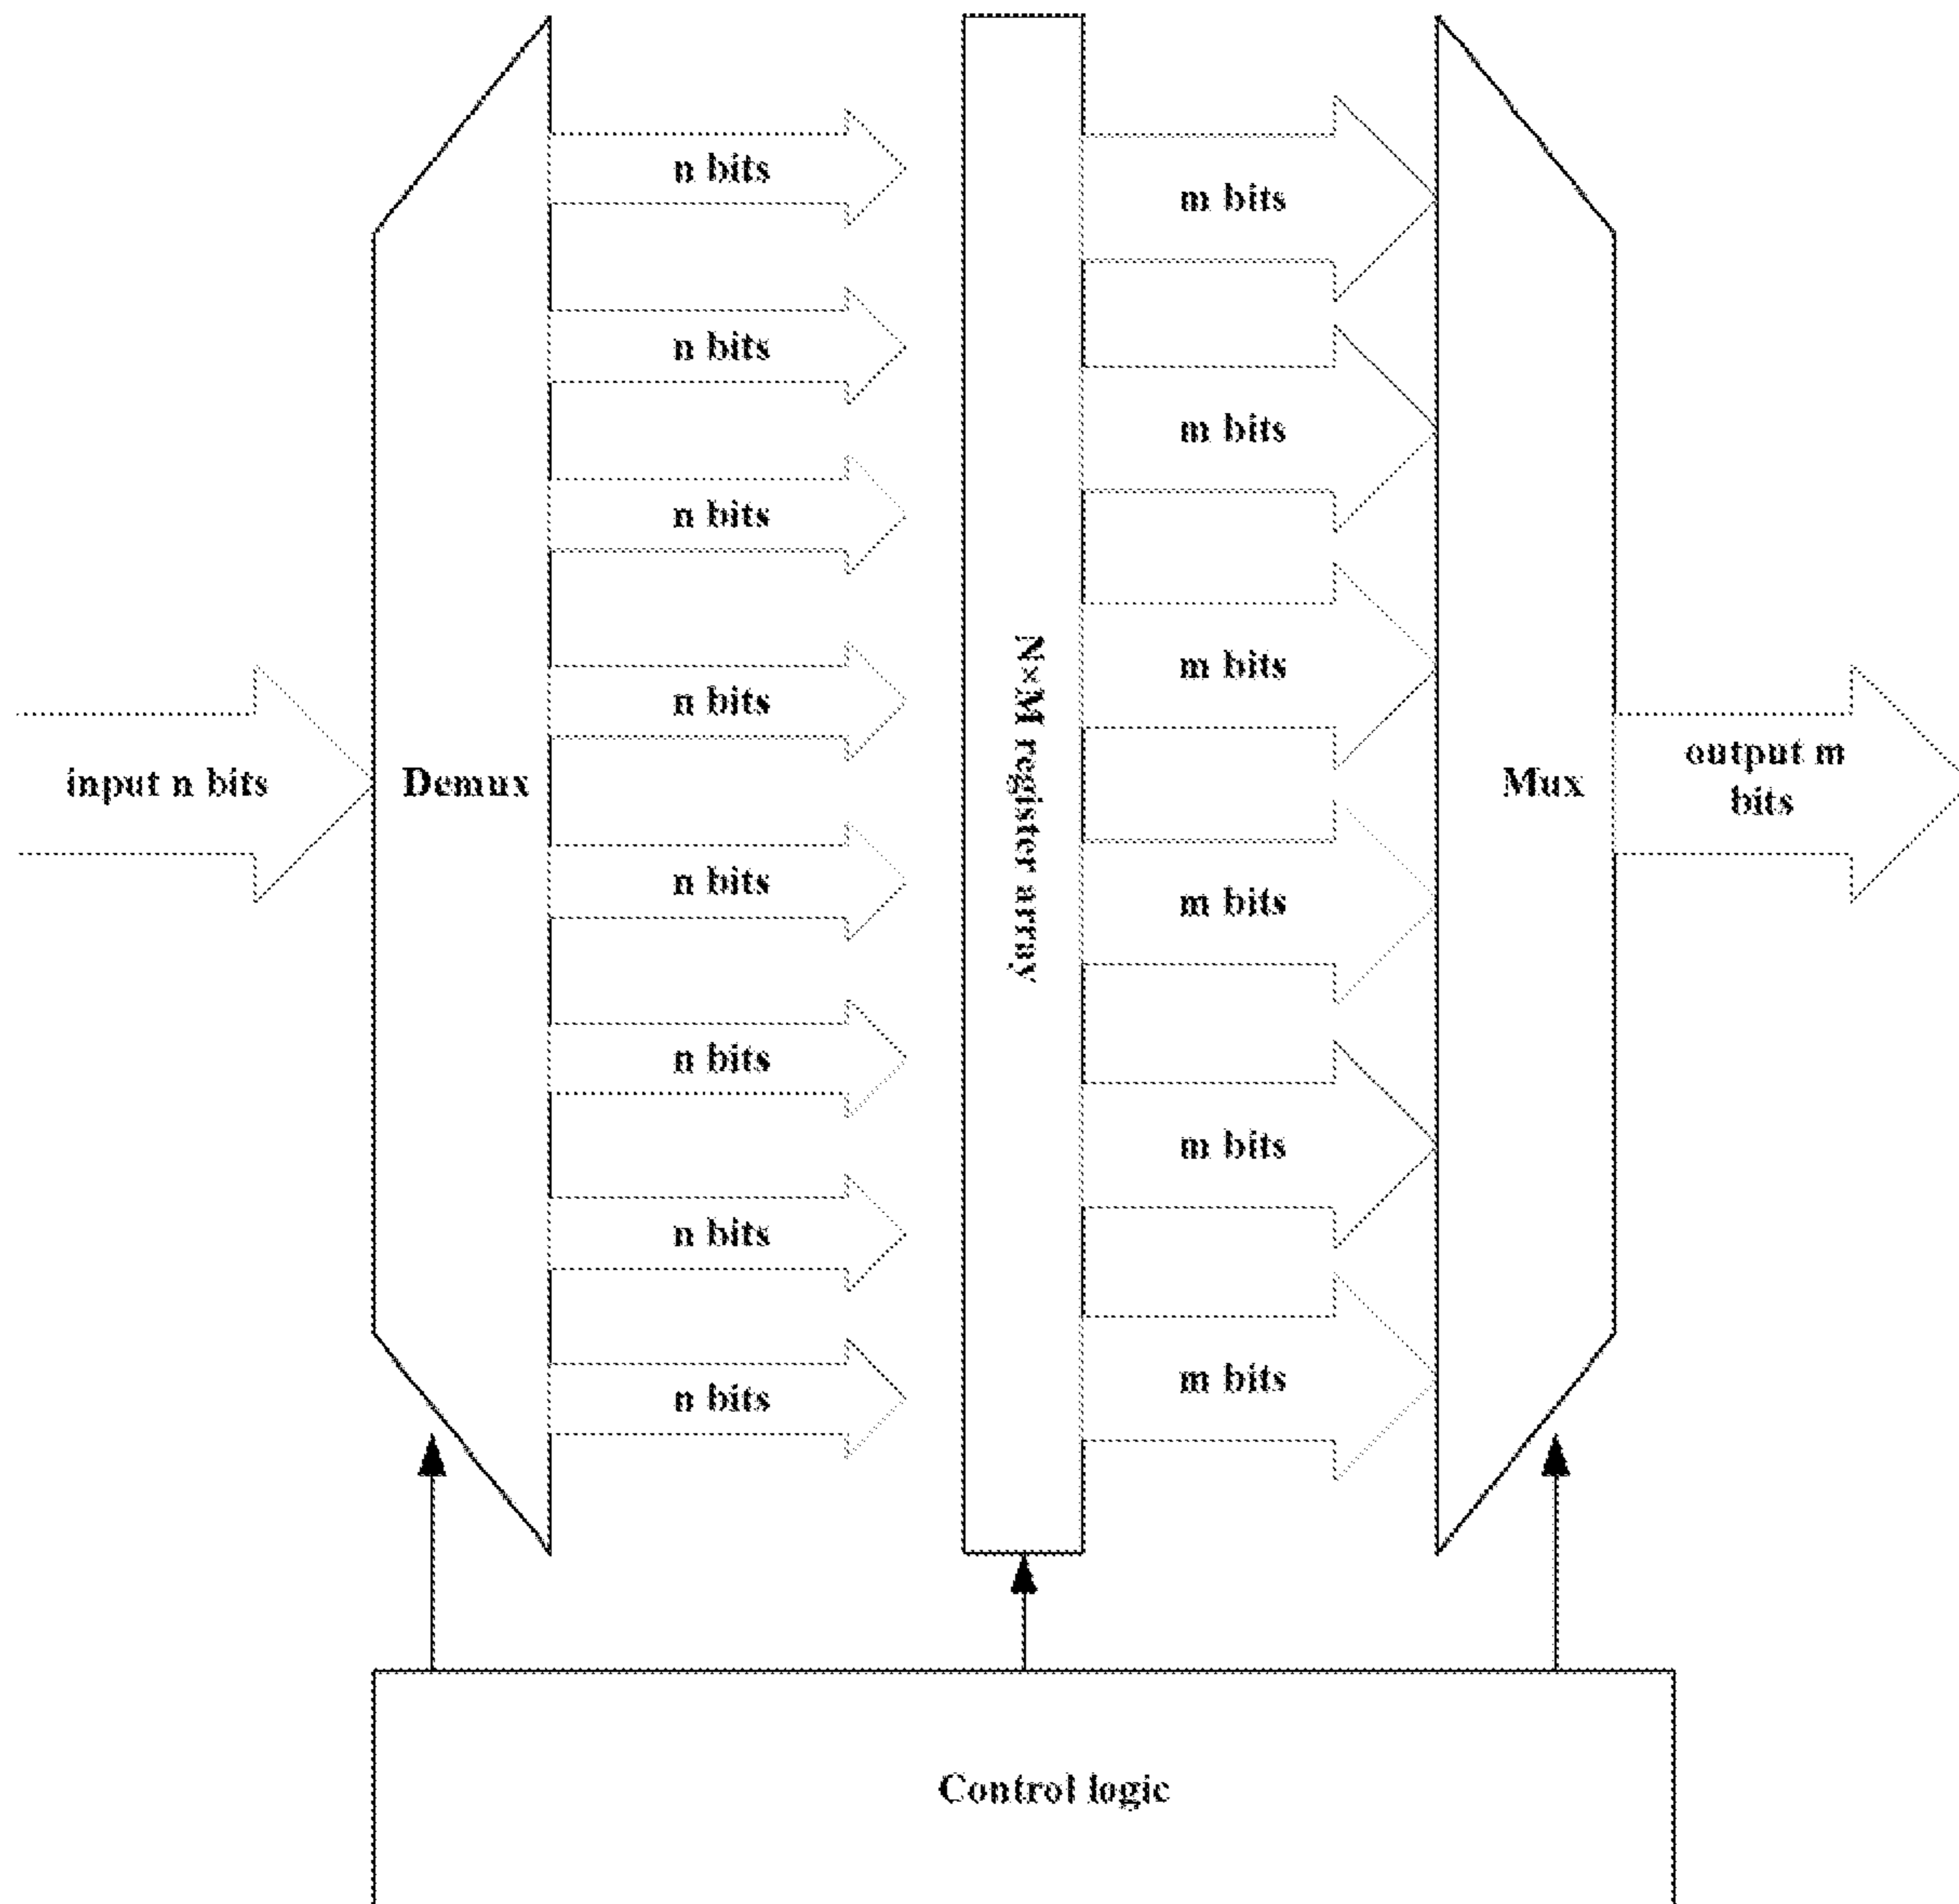 n bits
n bits
n bits
n bits
n bits
n bits
n bits
n bits
m bits
m bits
m bits
m bits
m bits
m bits
input n bits
Demux
N×M register array
Mux
output m
bits
Control logic